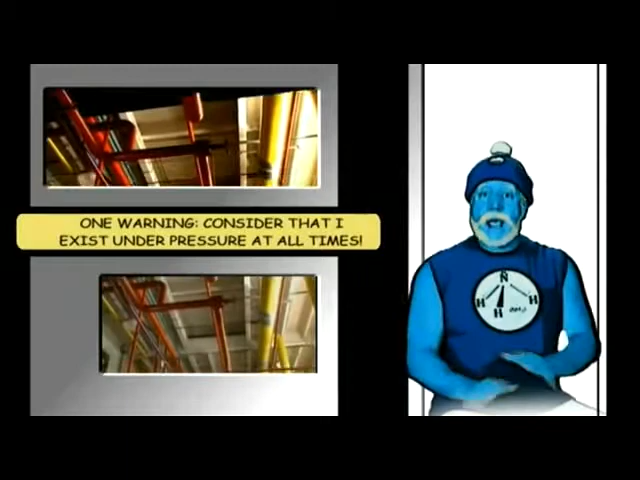 ONE WARNING: CONSIDER THAT I
EXIST UNDER PRESSURE AT ALL TIMES!
N
H H
H